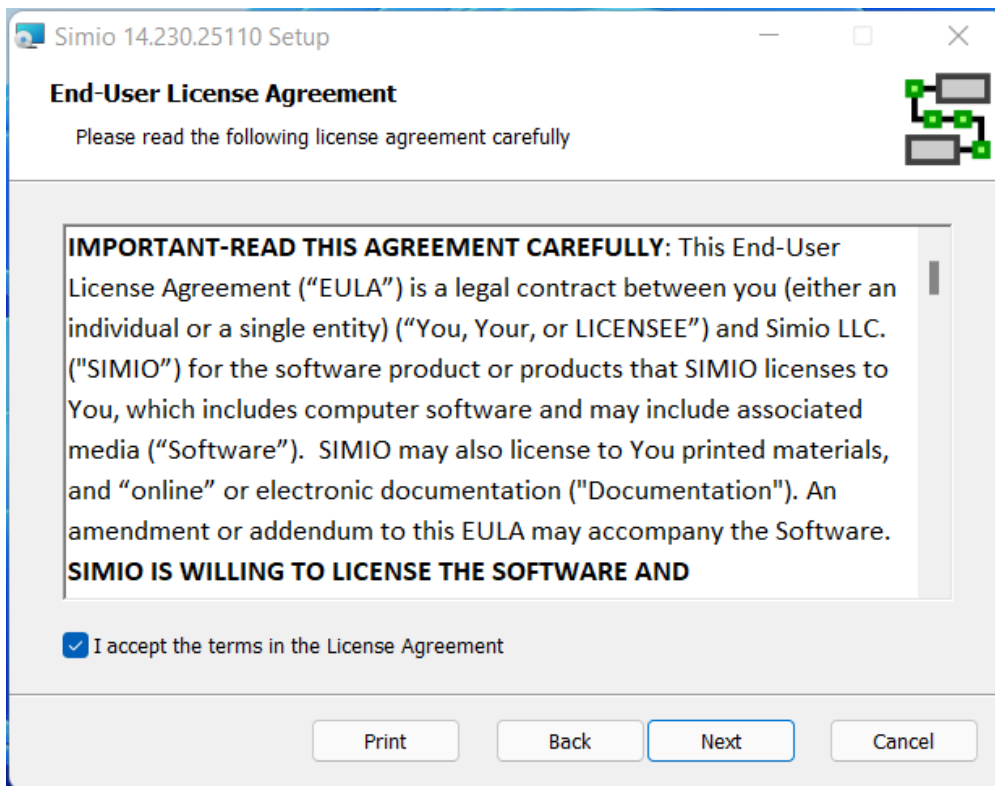 Simio 14.230.25110 Setup
End-User License Agreement
Please read the following license agreement carefully
IMPORTANT-READ THIS AGREEMENT CAREFULLY: This End-User
License Agreement (“EULA”) is a legal contract between you (either an
individual or a single entity) (“You, Your, or LICENSEE”) and Simio LLC.
("SIMIO”) for the software product or products that SIMIO licenses to
You, which includes computer software and may include associated
media (“Software”).  SIMIO may also license to You printed materials,
and “online” or electronic documentation ("Documentation"). An
amendment or addendum to this EULA may accompany the Software.
SIMIO IS WILLING TO LICENSE THE SOFTWARE AND
I accept the terms in the License Agreement
Print
Back
Next
Cancel